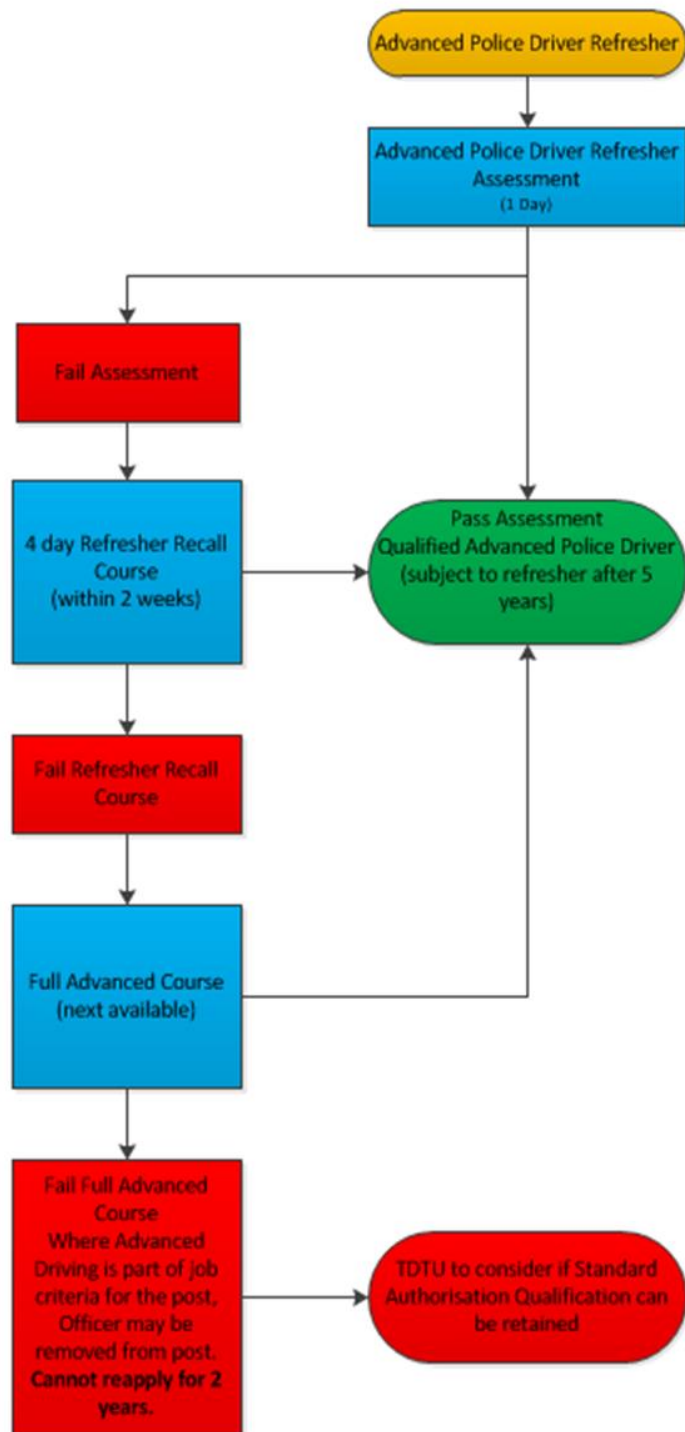 Advanced Police Driver Refresher
Advanced Police Driver Refresher
Assessment
(1 Day)
Fail Assessment
4 day Refresher Recall
Course
(within 2 weeks)
Pass Assessment
Qualified Advanced Police Driver
(subject to refresher after 5
years)
Fail Refresher Recall
Course
Full Advanced Course
(next available)
Fail Full Advanced
Course
Where Advanced
Driving is part of job
criteria for the post,
Officer may be
removed from post.
Cannot reapply for 2
years.
TDTU to consider if Standard
Authorisation Qualification can
be retained